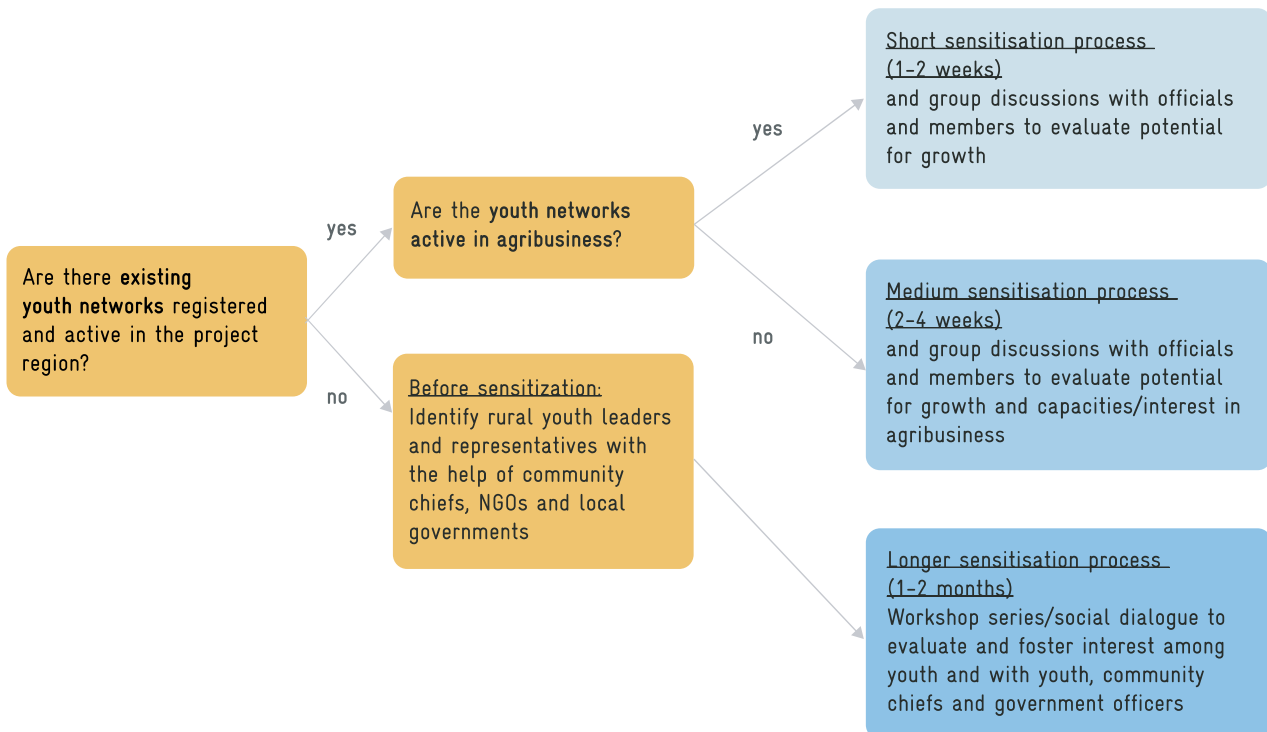 Are there existing
youth networks registered
and active in the project
region?
yes
no
Are the youth networks
active in agribusiness?
Before sensitization:
Identify rural youth leaders
and representatives with
the help of community
chiefs, NGOs and local
governments
yes
no
Short sensitisation process
(1-2 weeks)
and group discussions with officials
and members to evaluate potential
for growth
Medium sensitisation process
(2-4 weeks)
and group discussions with officials
and members to evaluate potential
for growth and capacities/interest in
agribusiness
Longer sensitisation process
(1-2 months)
Workshop series/social dialogue to
evaluate and foster interest among
youth and with youth, community
chiefs and government officers